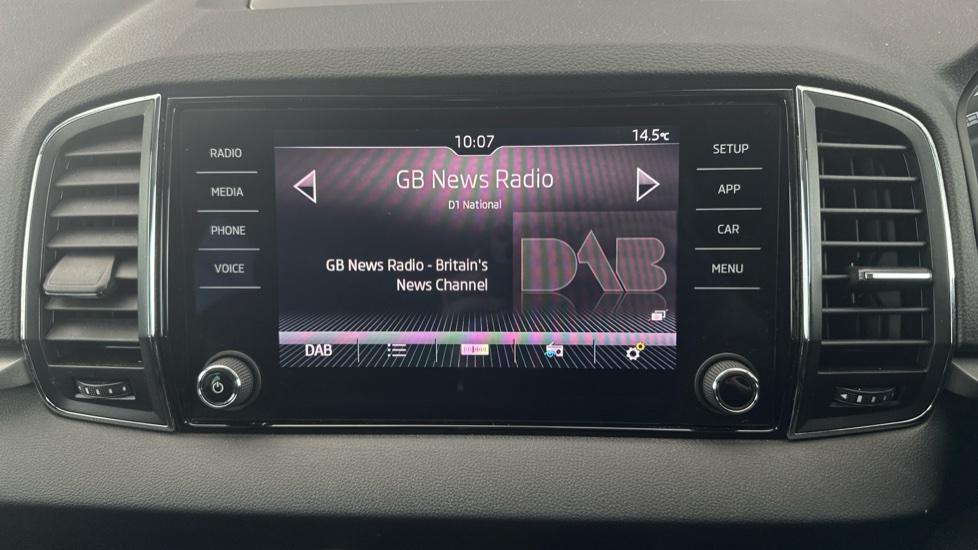 10:07
14.5°C
RADIO
MEDIA
PHONE
VOICE
GB News Radio
D1 National
GB News Radio - Britain's
News Channel
DAB
DAB
SETUP
APP
CAR
MENU